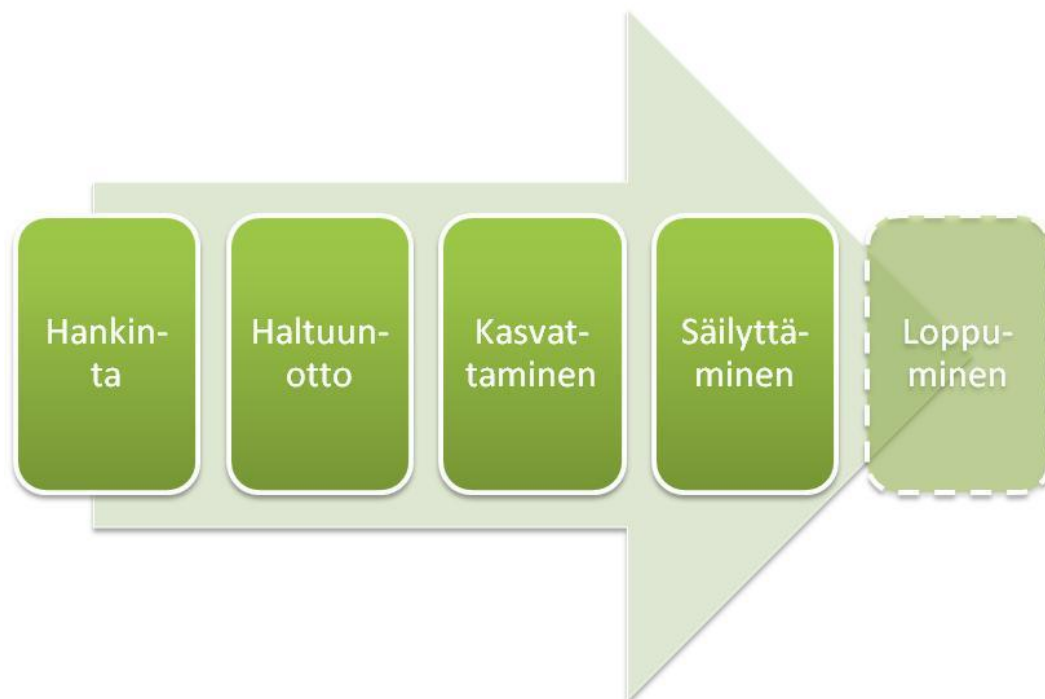 Hankin-
ta
Haltuun-
otto
Kasvat-
taminen
Säilyttä-
minen
Loppu-
minen